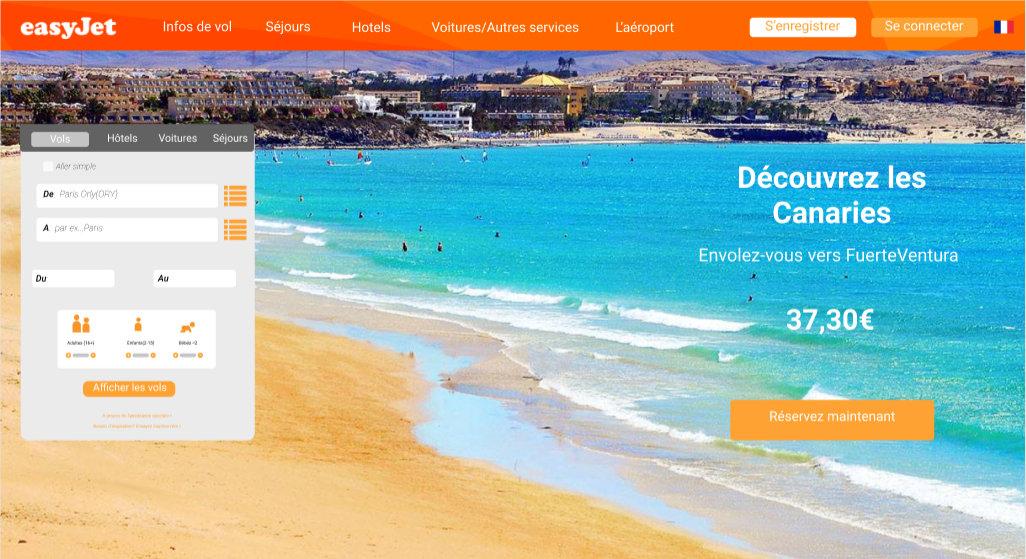 easyJet
Infos de vol
Séjours
Hotels
Voitures/Autres services
L'aéroport
S'enregistrer
Se connecter
Vols
Hôtels
Voitures
Séjours
Aller simple
De Paris Orly(ORY)
A par ex...Paris
Du
Au
Adultes (16+)
Enfants(2-15)
Bébés <2
Afficher les vols
Découvrez les
Canaries
Envolez-vous vers FuerteVentura
37,30€
Réservez maintenant